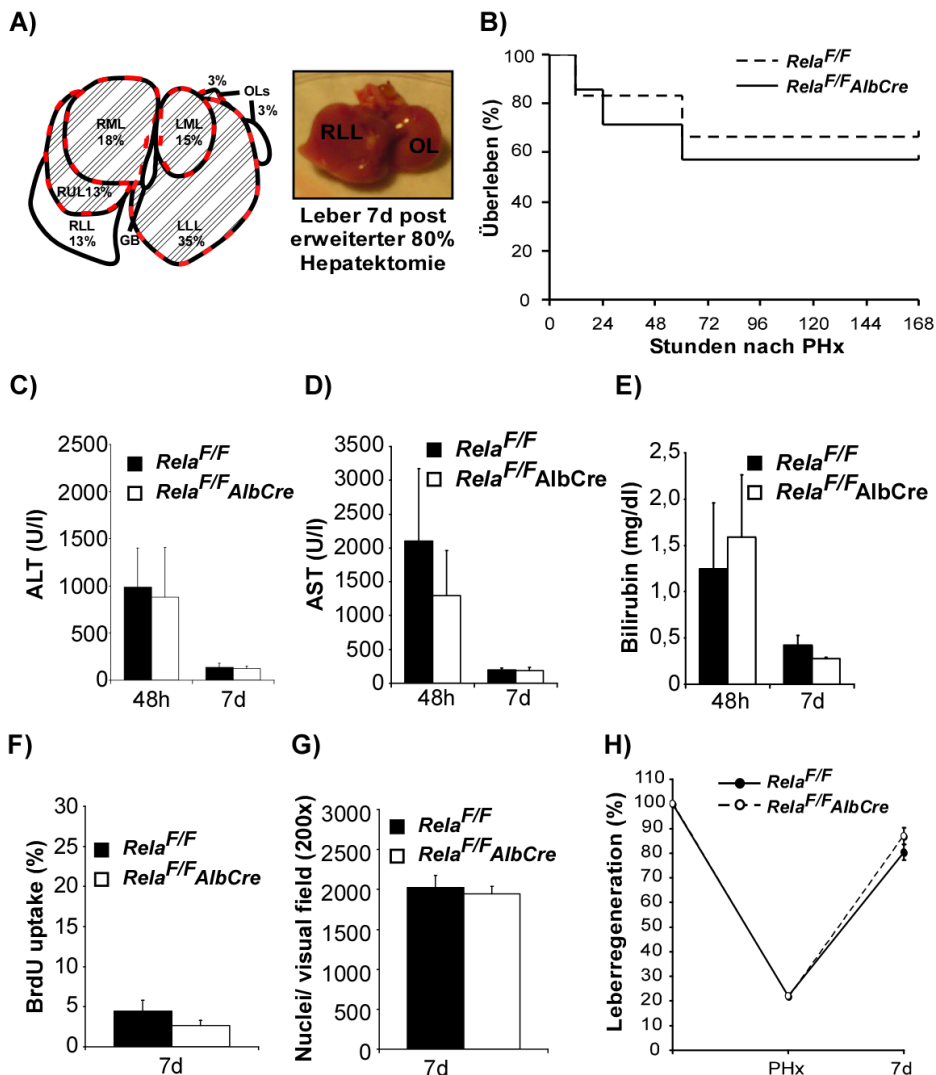 A)
3%
OLs
3%
RML
18%
LML
15%
RUL13%
RLL
13%
GB
LLL
35%
RLL
OL
Leber 7d post
erweiterter 80%
Hepatektomie
B)
Überleben (%)
100
80
60
40
20
0
0 24 48 72 96 120 144 168
Stunden nach PHx
Rela F/F
Rela F/F AlbCre
C)
ALT (U/l)
2500
2000
1500
1000
500
0
48h 7d
Rela F/F
Rela F/F AlbCre
D)
AST (U/l)
3500
3000
2500
2000
1500
1000
500
0
48h 7d
Rela F/F
Rela F/F AlbCre
E)
Bilirubin (mg/dl)
2,5
2,0
1,5
1,0
0,5
0
48h 7d
Rela F/F
Rela F/F AlbCre
F)
BrdU uptake (%)
30
25
20
15
10
5
0
7d
Rela F/F
Rela F/F AlbCre
G)
Nuclei/ visual field (200x)
3000
2500
2000
1500
1000
500
0
7d
Rela F/F
Rela F/F AlbCre
H)
Leberregeneration (%)
110
100
90
80
70
60
50
40
30
20
10
0
PHx 7d
Rela F/F
Rela F/F AlbCre